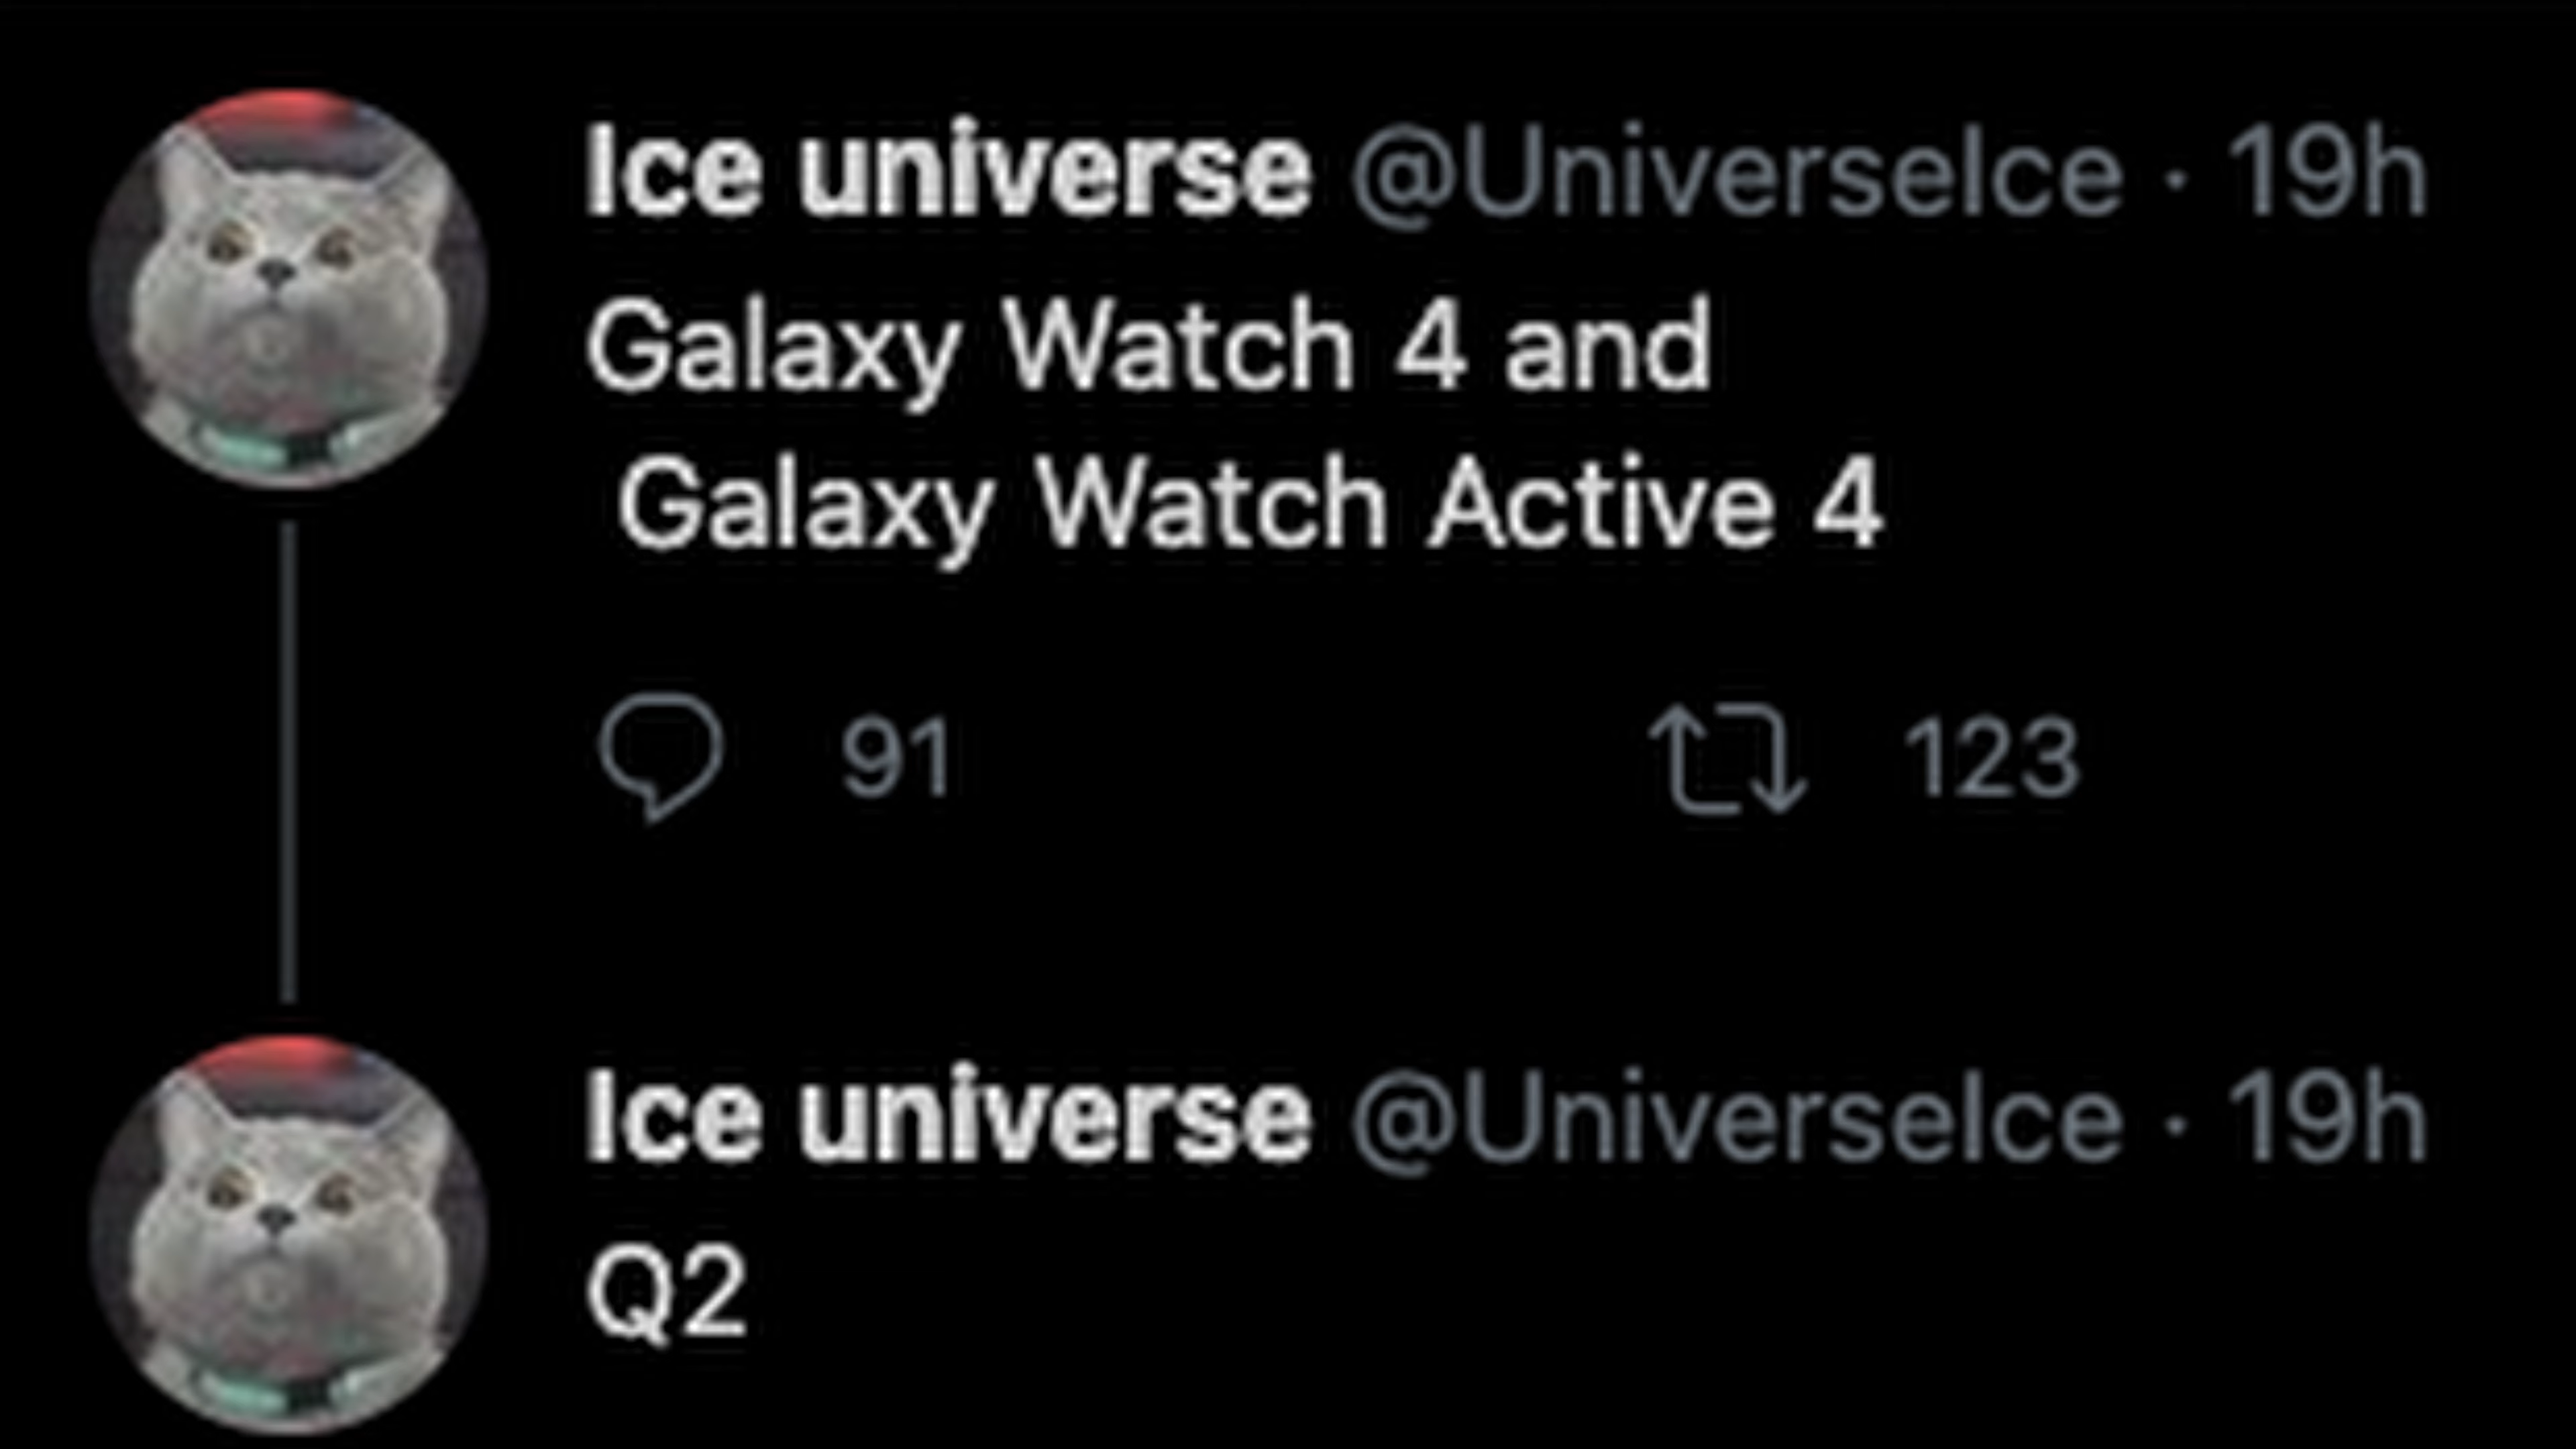 Ice universe @UniverseIce · 19h
Galaxy Watch 4 and
Galaxy Watch Active 4
91 123
Ice universe @UniverseIce · 19h
Q2